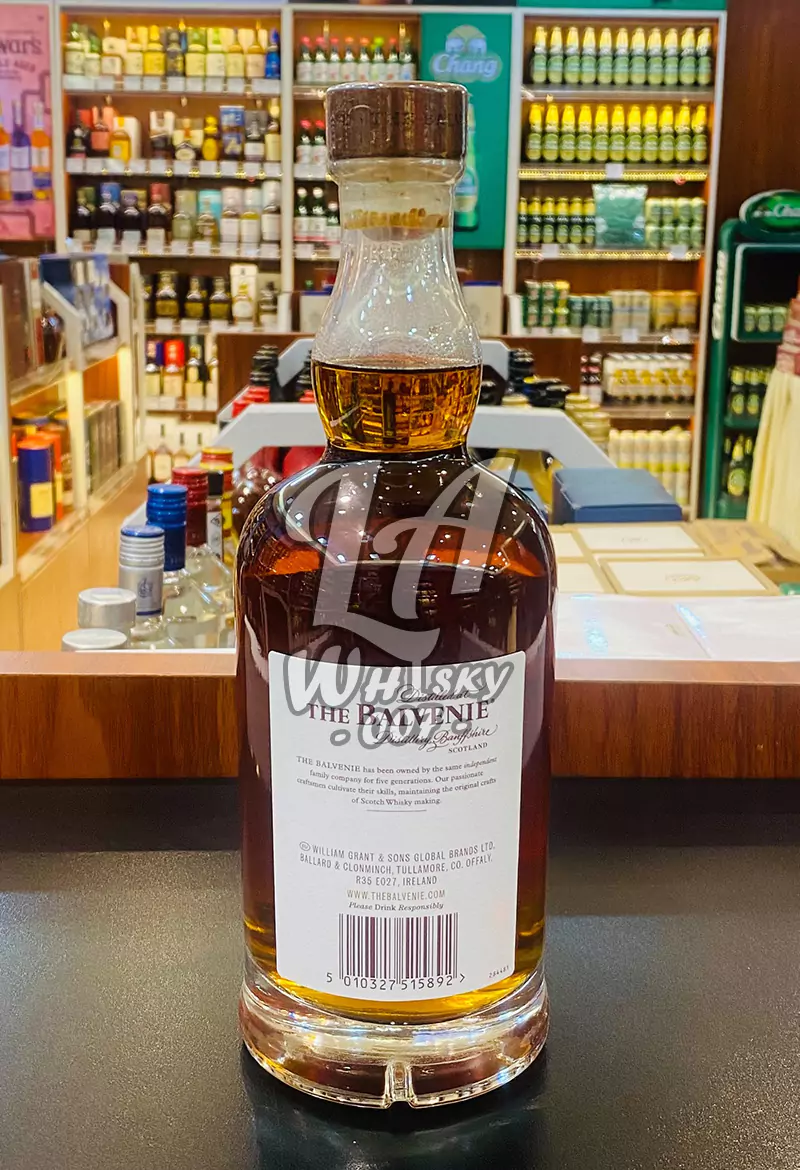 Chang
THE BALV
LA
WHISKY
Distilled at
THE BALVENIE®
Distillery, Banffshire
SCOTLAND
THE BALVENIE has been owned by the same independent
family company for five generations. Our passionate
craftsmen cultivate their skills, maintaining the original crafts
of Scotch Whisky making.
WILLIAM GRANT & SONS GLOBAL BRANDS LTD,
BALLARD & CLONMINCH, TULLAMORE, CO. OFFALY,
R35 E027, IRELAND
WWW.THEBALVENIE.COM
Please Drink Responsibly
5 010327 515892 >